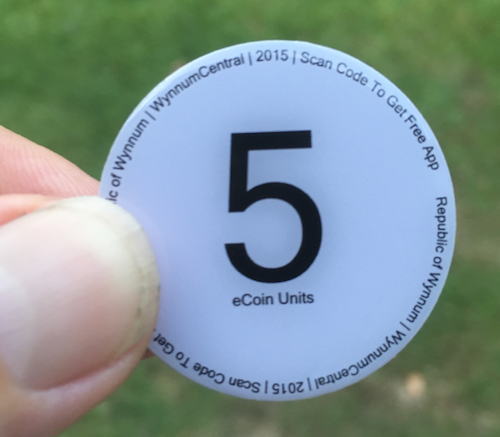 5
eCoin Units
ic of Wynnum | WynnumCentral | 2015 | Scan Code To Get Free App
Republic of Wynnum | WynnumCentral | 2015 | Scan Code To Get